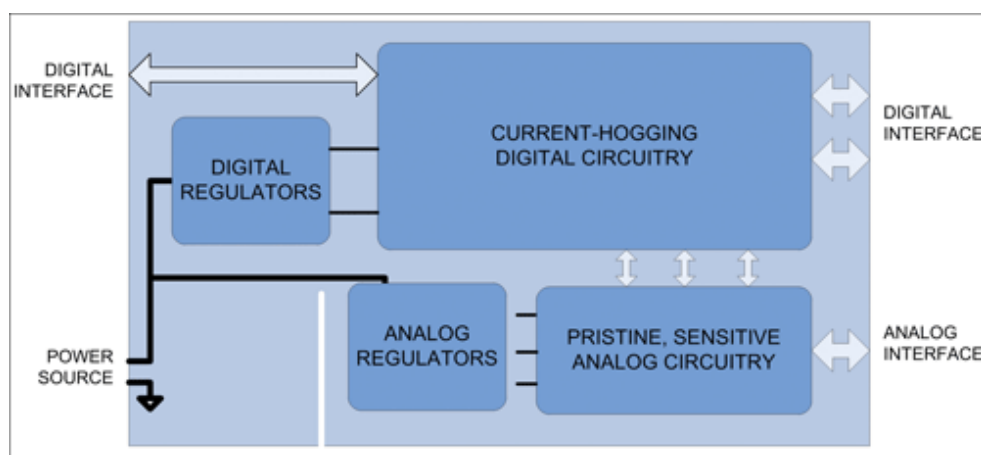 DIGITAL
INTERFACE
CURRENT-HOGGING
DIGITAL CIRCUITRY
DIGITAL
INTERFACE
DIGITAL
REGULATORS
ANALOG
REGULATORS
PRISTINE, SENSITIVE
ANALOG CIRCUITRY
ANALOG
INTERFACE
POWER
SOURCE